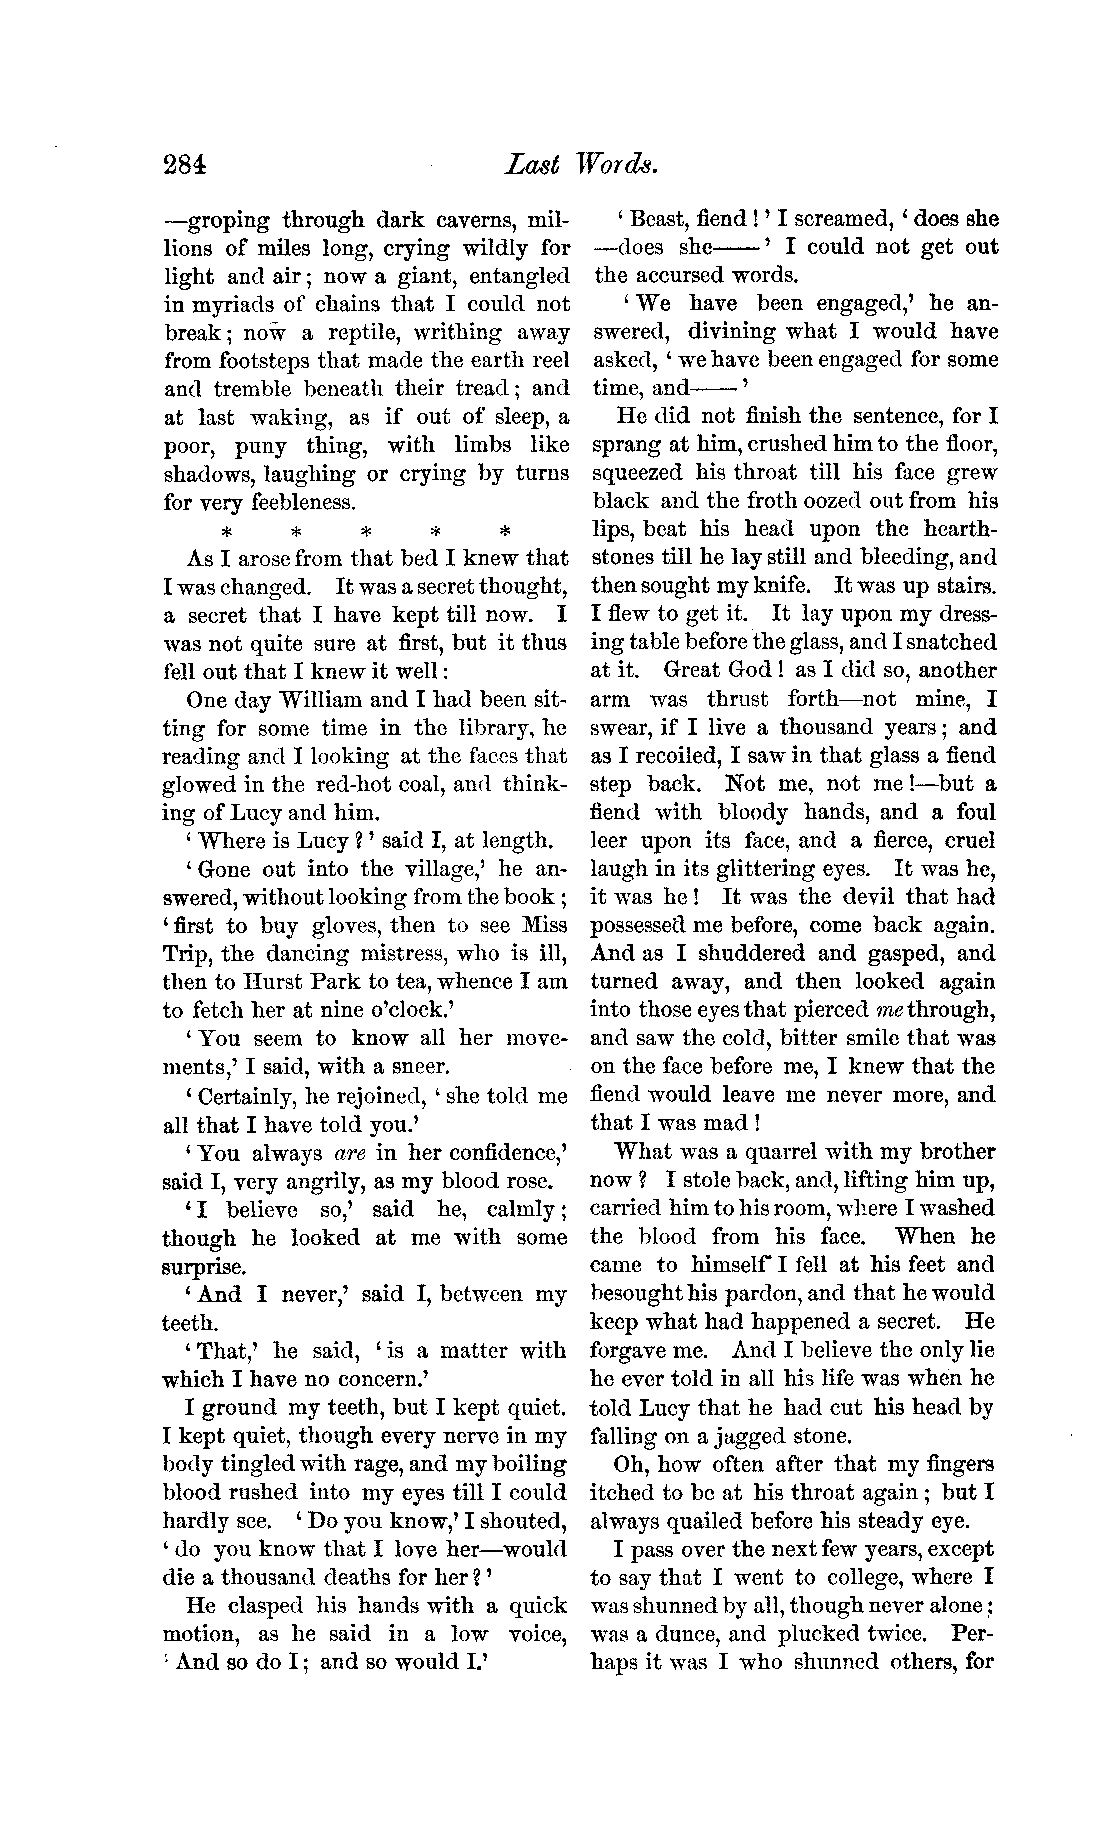 284 Last Words.
—groping through dark caverns, mil-
lions of miles long, crying wildly for
light and air; now a giant, entangled
in myriads of chains that I could not
break; now a reptile, writhing away
from footsteps that made the earth reel
and tremble beneath their tread; and
at last waking, as if out of sleep, a
poor, puny thing, with limbs like
shadows, laughing or crying by turns
for very feebleness.
* * * * *
As I arose from that bed I knew that
I was changed. It was a secret thought,
a secret that I have kept till now. I
was not quite sure at first, but it thus
fell out that I knew it well:
One day William and I had been sit-
ting for some time in the library, he
reading and I looking at the faces that
glowed in the red-hot coal, and think-
ing of Lucy and him.
‘Where is Lucy?’ said I, at length.
‘Gone out into the village,’ he an-
swered, without looking from the book;
‘first to buy gloves, then to see Miss
Trip, the dancing mistress, who is ill,
then to Hurst Park to tea, whence I am
to fetch her at nine o’clock.’
‘You seem to know all her move-
ments,’ I said, with a sneer.
‘Certainly, he rejoined, ‘she told me
all that I have told you.’
‘You always are in her confidence,’
said I, very angrily, as my blood rose.
‘I believe so,’ said he, calmly;
though he looked at me with some
surprise.
‘And I never,’ said I, between my
teeth.
‘That,’ he said, ‘is a matter with
which I have no concern.’
I ground my teeth, but I kept quiet.
I kept quiet, though every nerve in my
body tingled with rage, and my boiling
blood rushed into my eyes till I could
hardly see. ‘Do you know,’ I shouted,
‘do you know that I love her—would
die a thousand deaths for her?’
He clasped his hands with a quick
motion, as he said in a low voice,
‘And so do I; and so would I.’
‘Beast, fiend!’ I screamed, ‘does she
—does she——’ I could not get out
the accursed words.
‘We have been engaged,’ he an-
swered, divining what I would have
asked, ‘we have been engaged for some
time, and——’
He did not finish the sentence, for I
sprang at him, crushed him to the floor,
squeezed his throat till his face grew
black and the froth oozed out from his
lips, beat his head upon the hearth-
stones till he lay still and bleeding, and
then sought my knife. It was up stairs.
I flew to get it. It lay upon my dress-
ing table before the glass, and I snatched
at it. Great God! as I did so, another
arm was thrust forth—not mine, I
swear, if I live a thousand years; and
as I recoiled, I saw in that glass a fiend
step back. Not me, not me!—but a
fiend with bloody hands, and a foul
leer upon its face, and a fierce, cruel
laugh in its glittering eyes. It was he,
it was he! It was the devil that had
possessed me before, come back again.
And as I shuddered and gasped, and
turned away, and then looked again
into those eyes that pierced me through,
and saw the cold, bitter smile that was
on the face before me, I knew that the
fiend would leave me never more, and
that I was mad!
What was a quarrel with my brother
now? I stole back, and, lifting him up,
carried him to his room, where I washed
the blood from his face. When he
came to himself I fell at his feet and
besought his pardon, and that he would
keep what had happened a secret. He
forgave me. And I believe the only lie
he ever told in all his life was when he
told Lucy that he had cut his head by
falling on a jagged stone.
Oh, how often after that my fingers
itched to be at his throat again; but I
always quailed before his steady eye.
I pass over the next few years, except
to say that I went to college, where I
was shunned by all, though never alone;
was a dunce, and plucked twice. Per-
haps it was I who shunned others, for